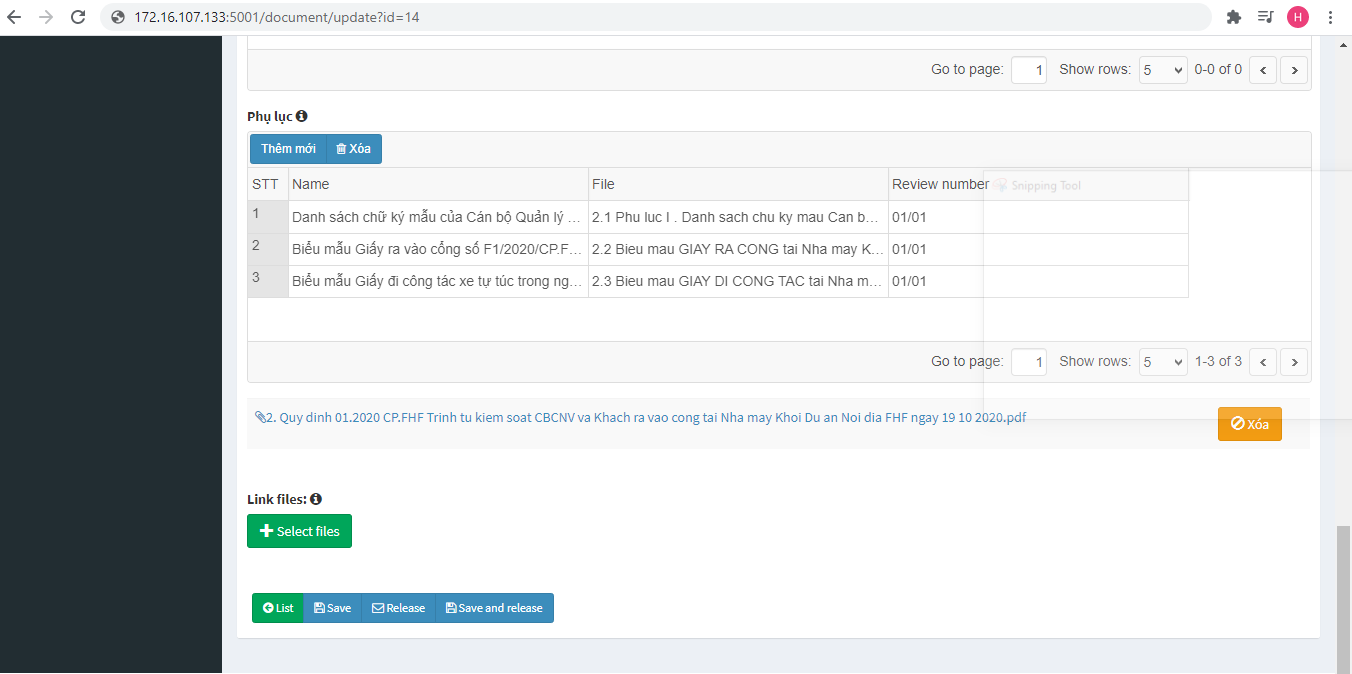 172.16.107.133:5001/document/update?id=14
H
Go to page: 1 Show rows: 5 0-0 of 0
Phụ lục
Thêm mới Xóa
STT Name File Review number Snipping Tool
1 Danh sách chữ ký mẫu của Cán bộ Quản lý ... 2.1 Phu luc I . Danh sach chu ky mau Can b... 01/01
2 Biểu mẫu Giấy ra vào cổng số F1/2020/CP.F... 2.2 Bieu mau GIAY RA CONG tai Nha may K... 01/01
3 Biểu mẫu Giấy đi công tác xe tự túc trong ng... 2.3 Bieu mau GIAY DI CONG TAC tai Nha m... 01/01
Go to page: 1 Show rows: 5 1-3 of 3
2. Quy dinh 01.2020 CP.FHF Trinh tu kiem soat CBCNV va Khach ra vao cong tai Nha may Khoi Du an Noi dia FHF ngay 19 10 2020.pdf
Xóa
Link files:
Select files
List Save Release Save and release